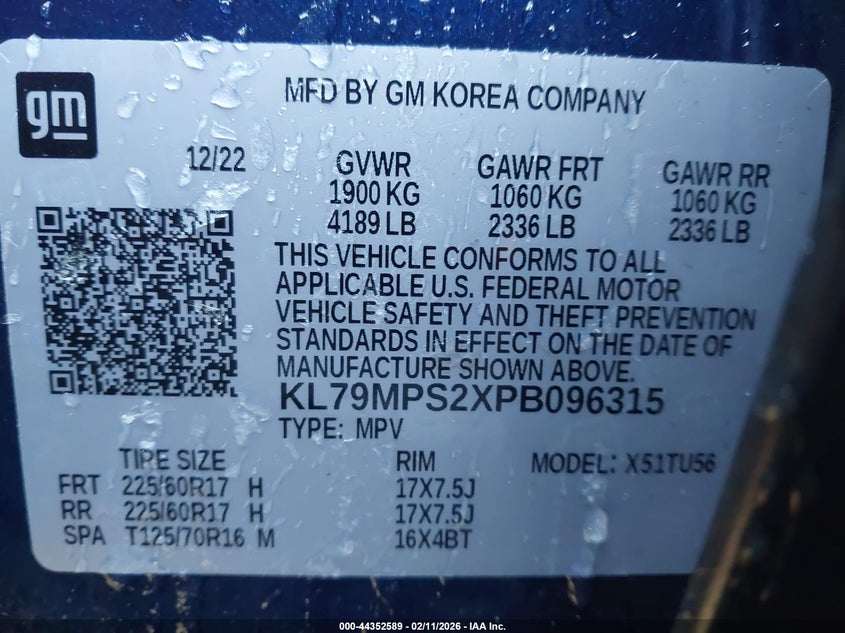 gm
MFD BY GM KOREA COMPANY
12/22 GVWR GAWR FRT GAWR RR
1900 KG 1060 KG 1060 KG
4189 LB 2336 LB 2336 LB
THIS VEHICLE CONFORMS TO ALL
APPLICABLE U.S. FEDERAL MOTOR
VEHICLE SAFETY AND THEFT PREVENTION
STANDARDS IN EFFECT ON THE DATE OF
MANUFACTURE SHOWN ABOVE.
KL79MPS2XPB096315
TYPE: MPV
TIRE SIZE RIM MODEL: X51TU56
FRT 225/60R17 H 17X7.5J
RR 225/60R17 H 17X7.5J
SPA T125/70R16 M 16X4BT
000-44352589 - 02/11/2026 - IAA Inc.